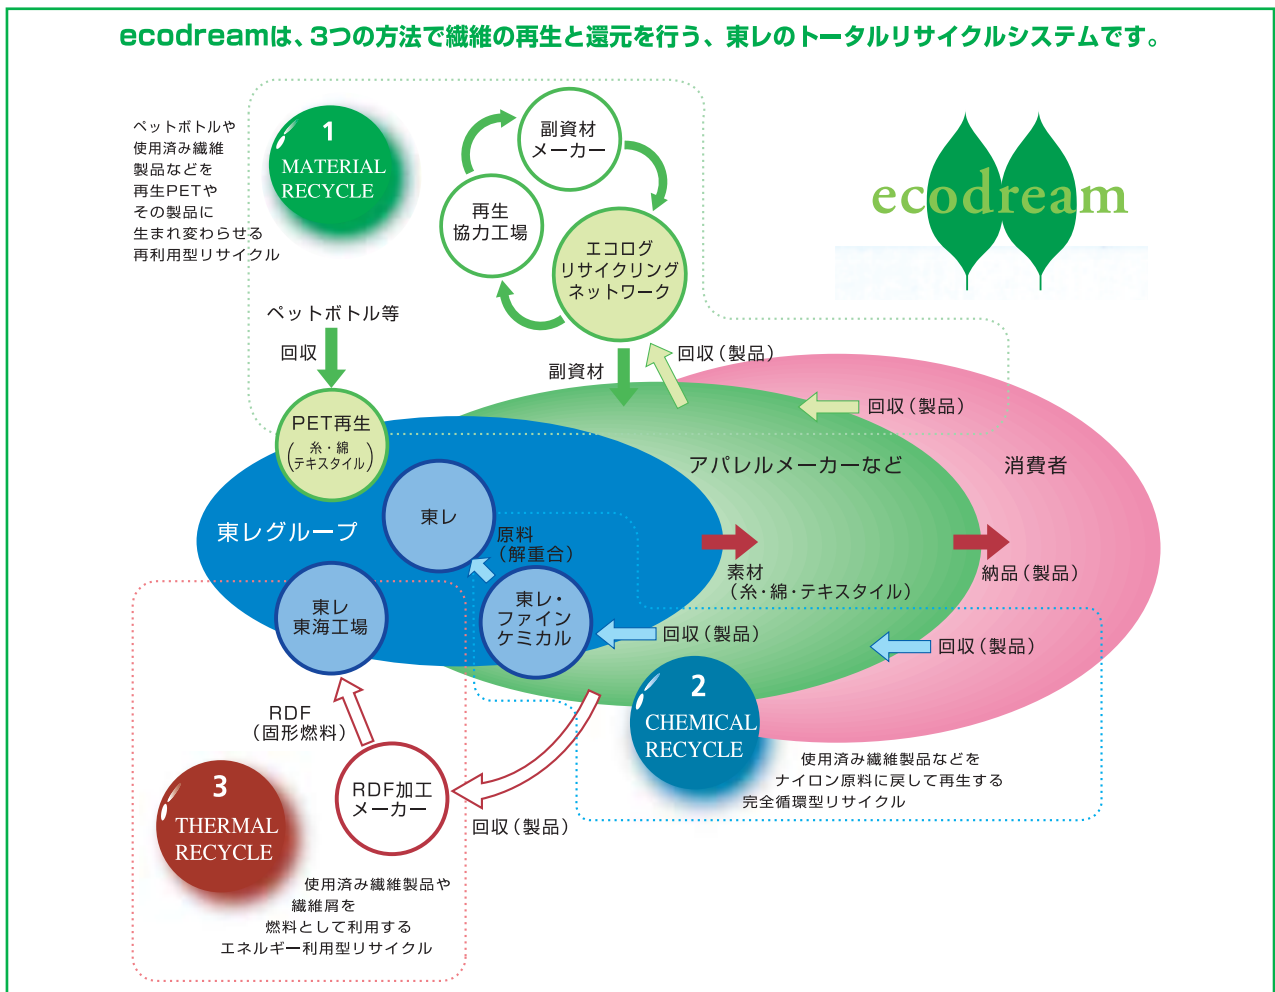 ecodreamは、3つの方法で繊維の再生と還元を行う、東レのトータルリサイクルシステムです。
ペットボトルや
使用済み繊維
製品などを
再生PETや
その製品に
生まれ変わらせる
再利用型リサイクル
1
MATERIAL
RECYCLE
副資材
メーカー
再生
協力工場
エコログ
リサイクリング
ネットワーク
ecodream
ペットボトル等
回収
副資材
回収(製品)
回収(製品)
PET再生
(糸・綿
テキスタイル)
アパレルメーカーなど
消費者
東レグループ
東レ
原料
(解重合)
素材
(糸・綿・テキスタイル)
納品(製品)
東レ
東海工場
東レ・
ファイン
ケミカル
回収(製品)
回収(製品)
2
CHEMICAL
RECYCLE
使用済み繊維製品などを
ナイロン原料に戻して再生する
完全循環型リサイクル
RDF
(固形燃料)
3
THERMAL
RECYCLE
RDF加工
メーカー
回収(製品)
使用済み繊維製品や
繊維屑を
燃料として利用する
エネルギー利用型リサイクル